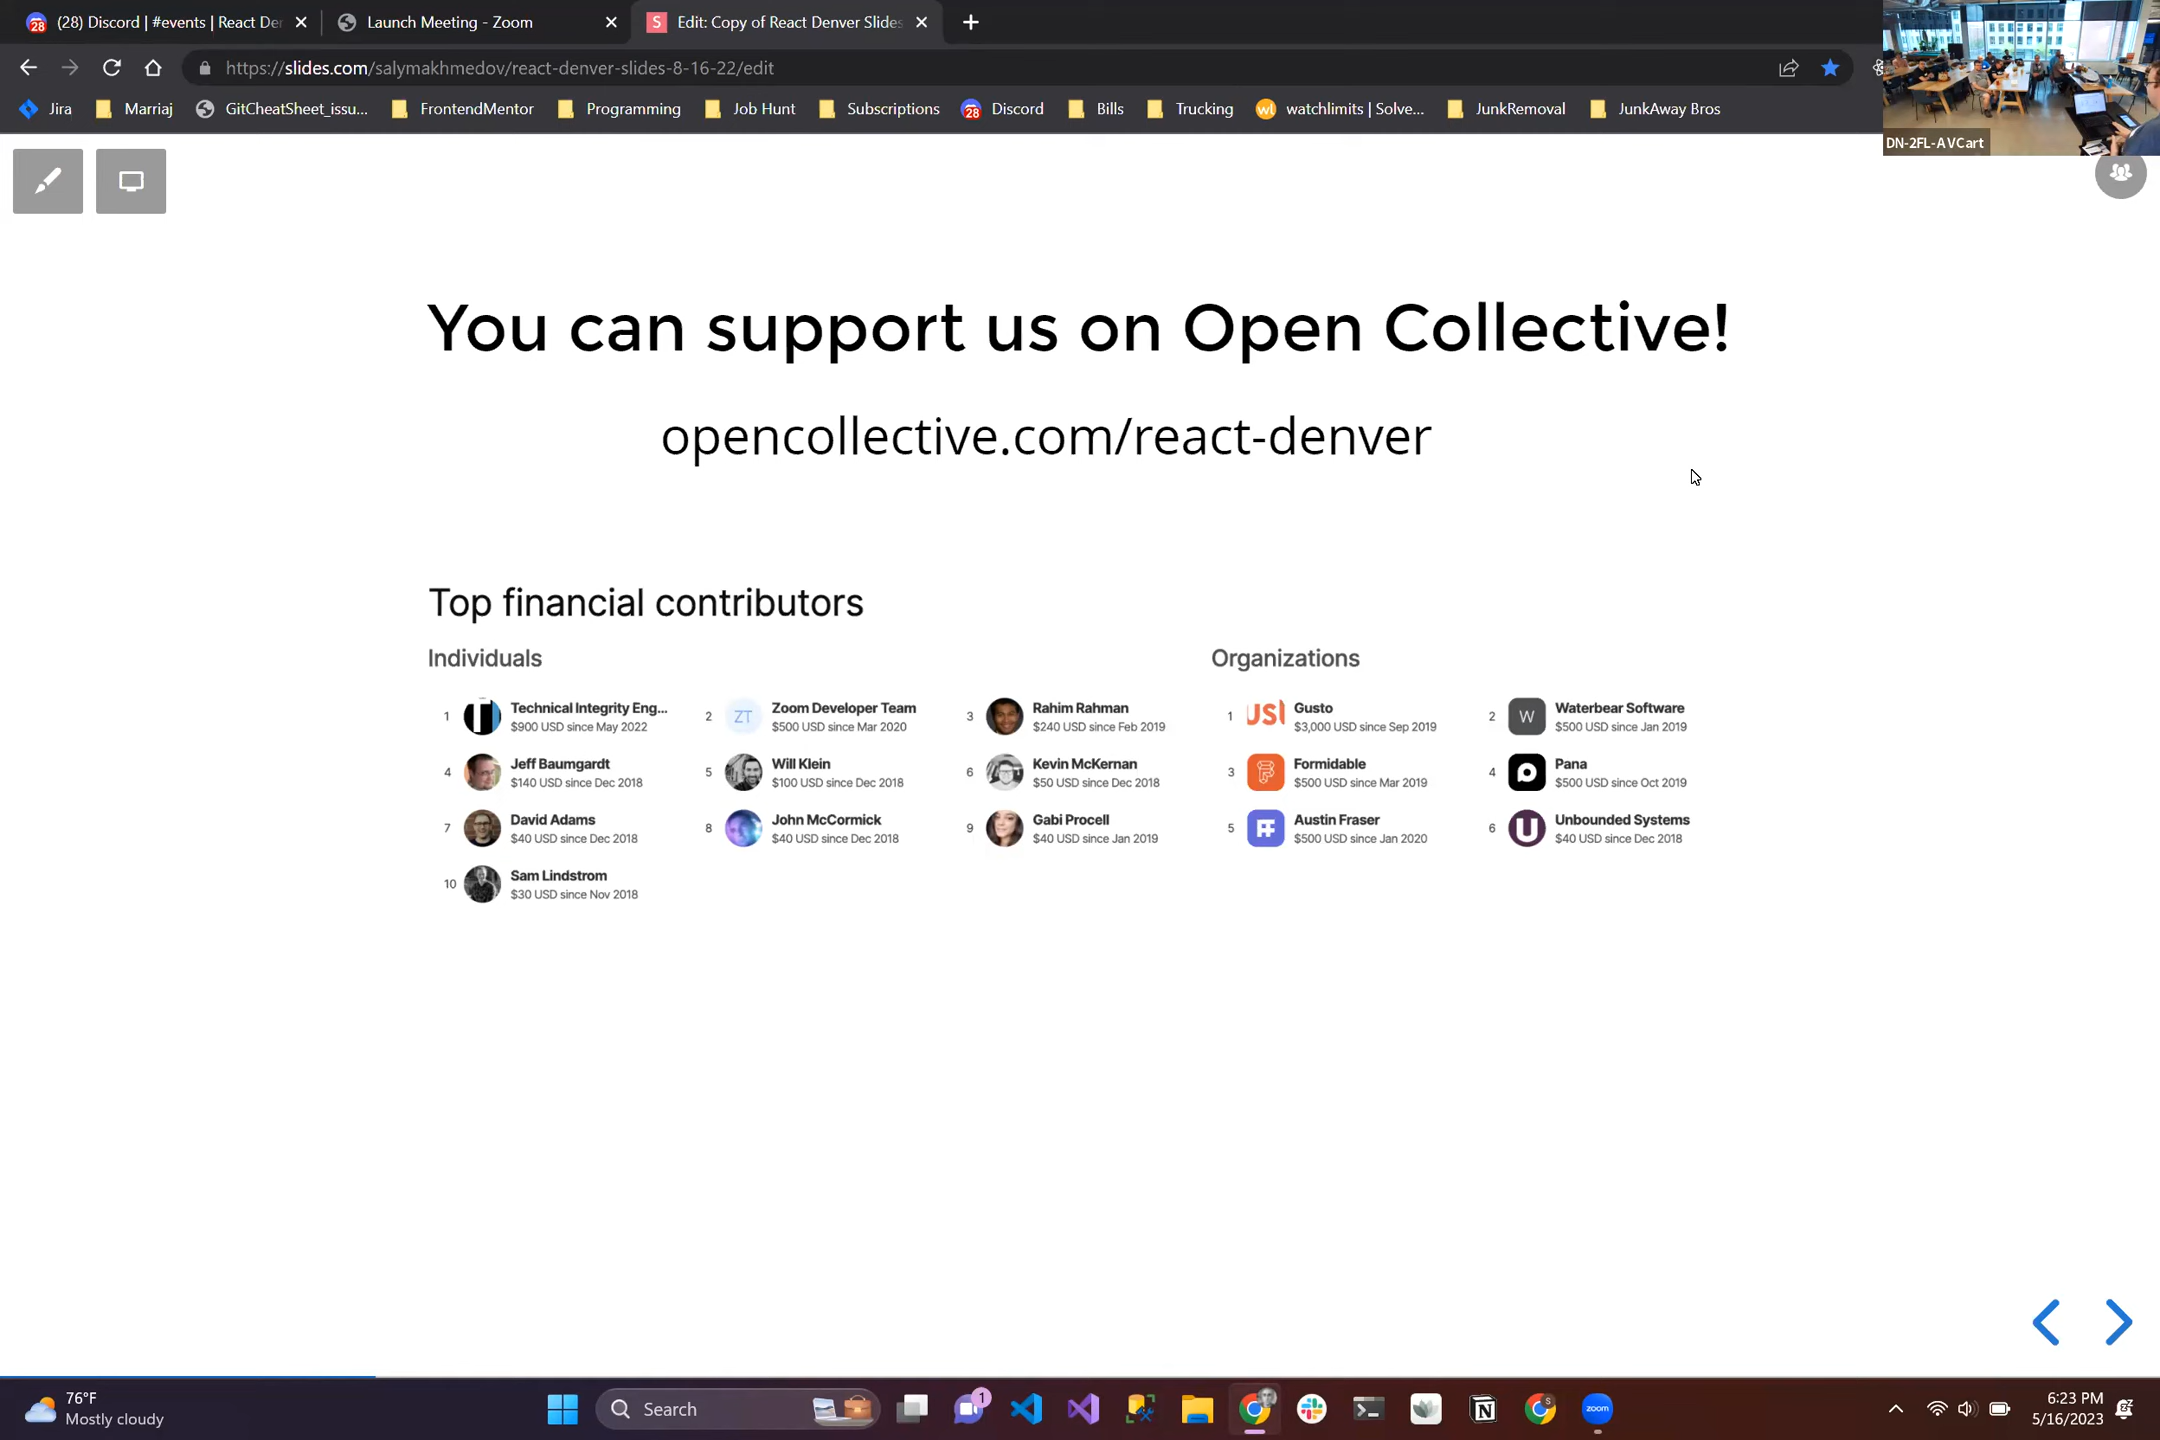 (28) Discord | #events | React De
Launch Meeting - Zoom
Edit: Copy of React Denver Slides
https://slides.com/salymakhmedov/react-denver-slides-8-16-22/edit
Jira
Marriaj
GitCheatSheet_issu...
FrontendMentor
Programming
Job Hunt
Subscriptions
Discord
Bills
Trucking
watchlimits | Solve...
JunkRemoval
JunkAway Bros
DN-2FL-AVCart
You can support us on Open Collective!
opencollective.com/react-denver
Top financial contributors
Individuals
1
Technical Integrity Eng...
$900 USD since May 2022
2
ZT
Zoom Developer Team
$500 USD since Mar 2020
3
Rahim Rahman
$240 USD since Feb 2019
4
Jeff Baumgardt
$140 USD since Dec 2018
5
Will Klein
$100 USD since Dec 2018
6
Kevin McKernan
$50 USD since Dec 2018
7
David Adams
$40 USD since Dec 2018
8
John McCormick
$40 USD since Dec 2018
9
Gabi Procell
$40 USD since Jan 2019
10
Sam Lindstrom
$30 USD since Nov 2018
Organizations
1
Gusto
$3,000 USD since Sep 2019
2
W
Waterbear Software
$500 USD since Jan 2019
3
Formidable
$500 USD since Mar 2019
4
Pana
$500 USD since Oct 2019
5
Austin Fraser
$500 USD since Jan 2020
6
Unbounded Systems
$40 USD since Dec 2018
76°F
Mostly cloudy
Search
1
zoom
6:23 PM
5/16/2023